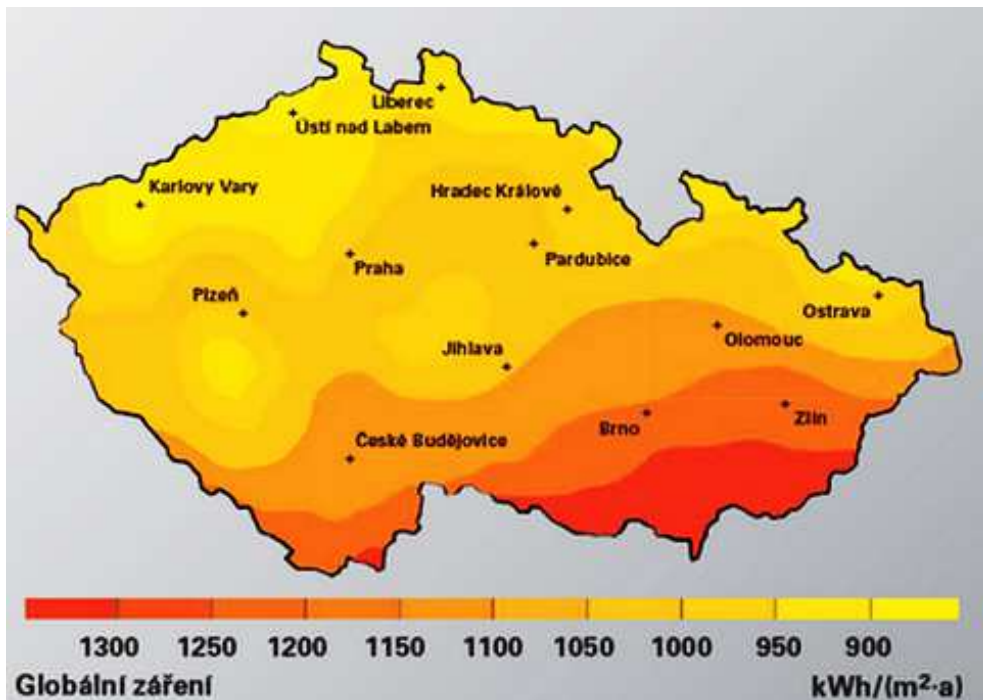 Liberec
Ústí nad Labem
Karlovy Vary
Hradec Králové
Praha
Pardubice
Plzeň
Ostrava
Olomouc
Jihlava
Brno
Zlín
České Budějovice
1300 1250 1200 1150 1100 1050 1000 950 900
Globální záření kWh/(m²·a)